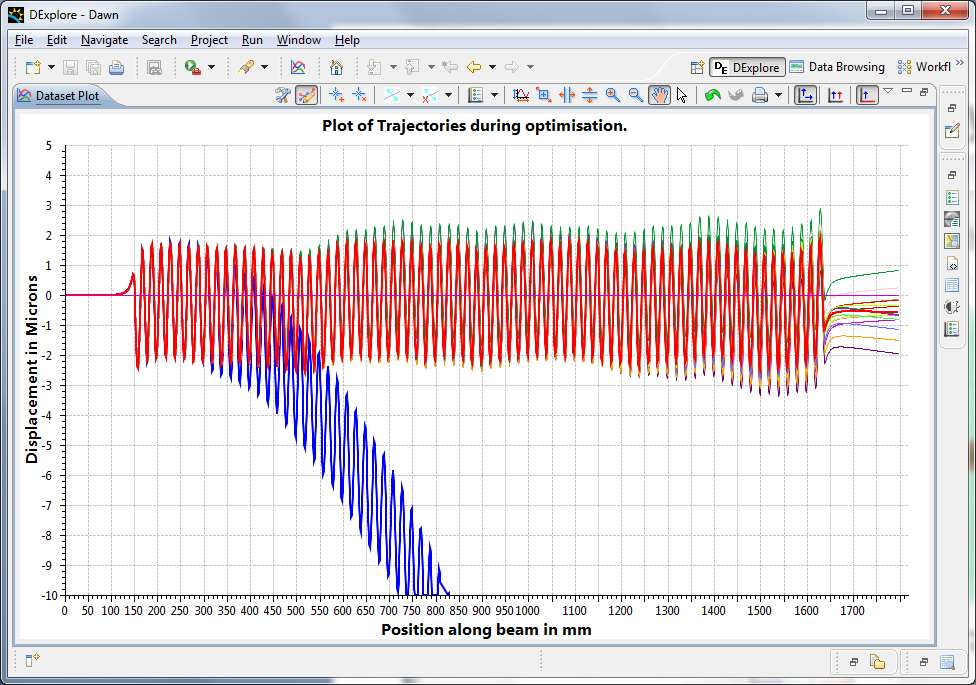 DExplore - Dawn
File Edit Navigate Search Project Run Window Help
DE DExplore Data Browsing Workfl »
Dataset Plot
Plot of Trajectories during optimisation.
5
4
3
2
1
0
-1
-2
-3
-4
-5
-6
-7
-8
-9
-10
Displacement in Microns
0 50 100 150 200 250 300 350 400 450 500 550 600 650 700 750 800 850 900 950 1000 1100 1200 1300 1400 1500 1600 1700
Position along beam in mm